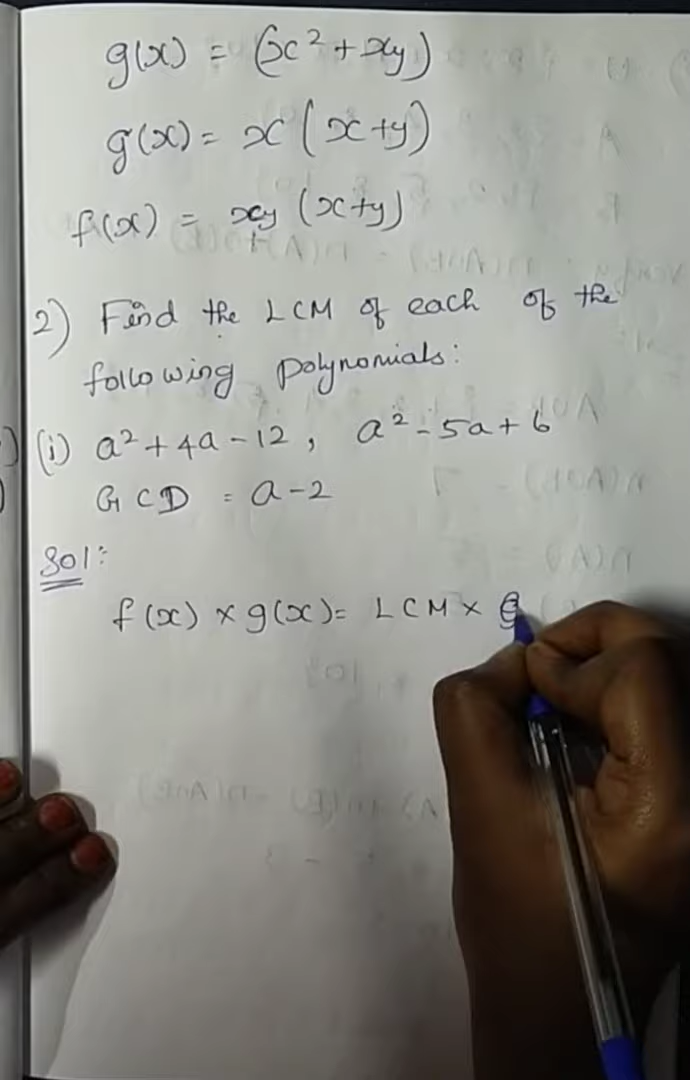 g(x) = (x² + xy)
g(x) = x (x+y)
f(x) = xy (x+y)
2) Find the LCM of each of the
following polynomials:
(i) a² + 4a - 12 , a² - 5a + 6
GCD = a - 2
Sol:
f(x) × g(x) = LCM ×